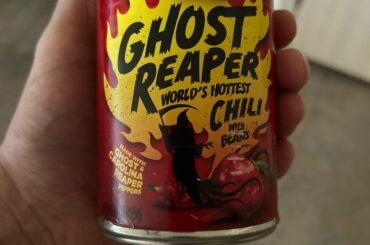 GHOST
REAPER
WORLD'S HOTTEST
CHILI
WITH
BEANS
MADE WITH
GHOST &
CAROLINA
REAPER
PEPPERS